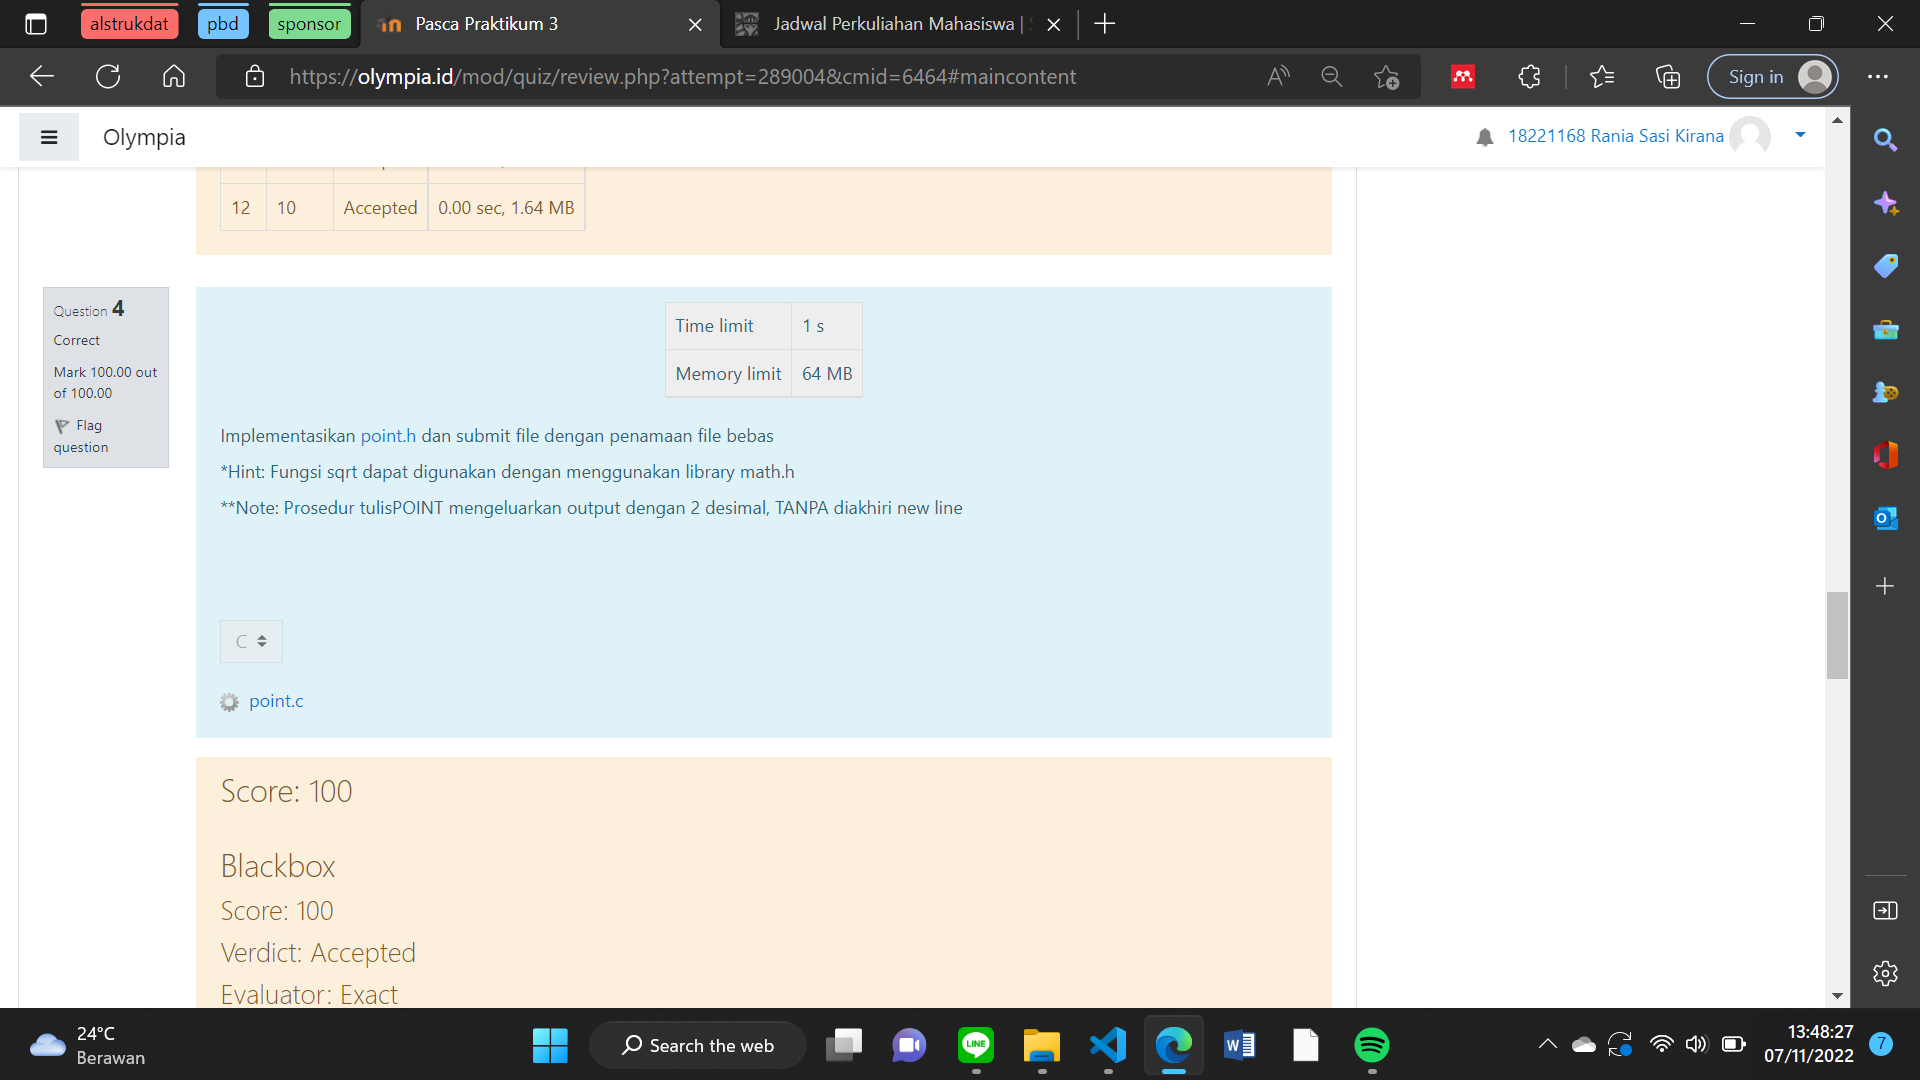 alstrukdat
pbd
sponsor
Pasca Praktikum 3
Jadwal Perkuliahan Mahasiswa |
https://olympia.id/mod/quiz/review.php?attempt=289004&cmid=6464#maincontent
Sign in
Olympia
18221168 Rania Sasi Kirana
12 10 Accepted 0.00 sec, 1.64 MB
Question 4
Correct
Mark 100.00 out
of 100.00
Flag
question
Time limit 1 s
Memory limit 64 MB
Implementasikan point.h dan submit file dengan penamaan file bebas
*Hint: Fungsi sqrt dapat digunakan dengan menggunakan library math.h
**Note: Prosedur tulisPOINT mengeluarkan output dengan 2 desimal, TANPA diakhiri new line
C
point.c
Score: 100
Blackbox
Score: 100
Verdict: Accepted
Evaluator: Exact
24°C
Berawan
Search the web
LINE
13:48:27
07/11/2022
7